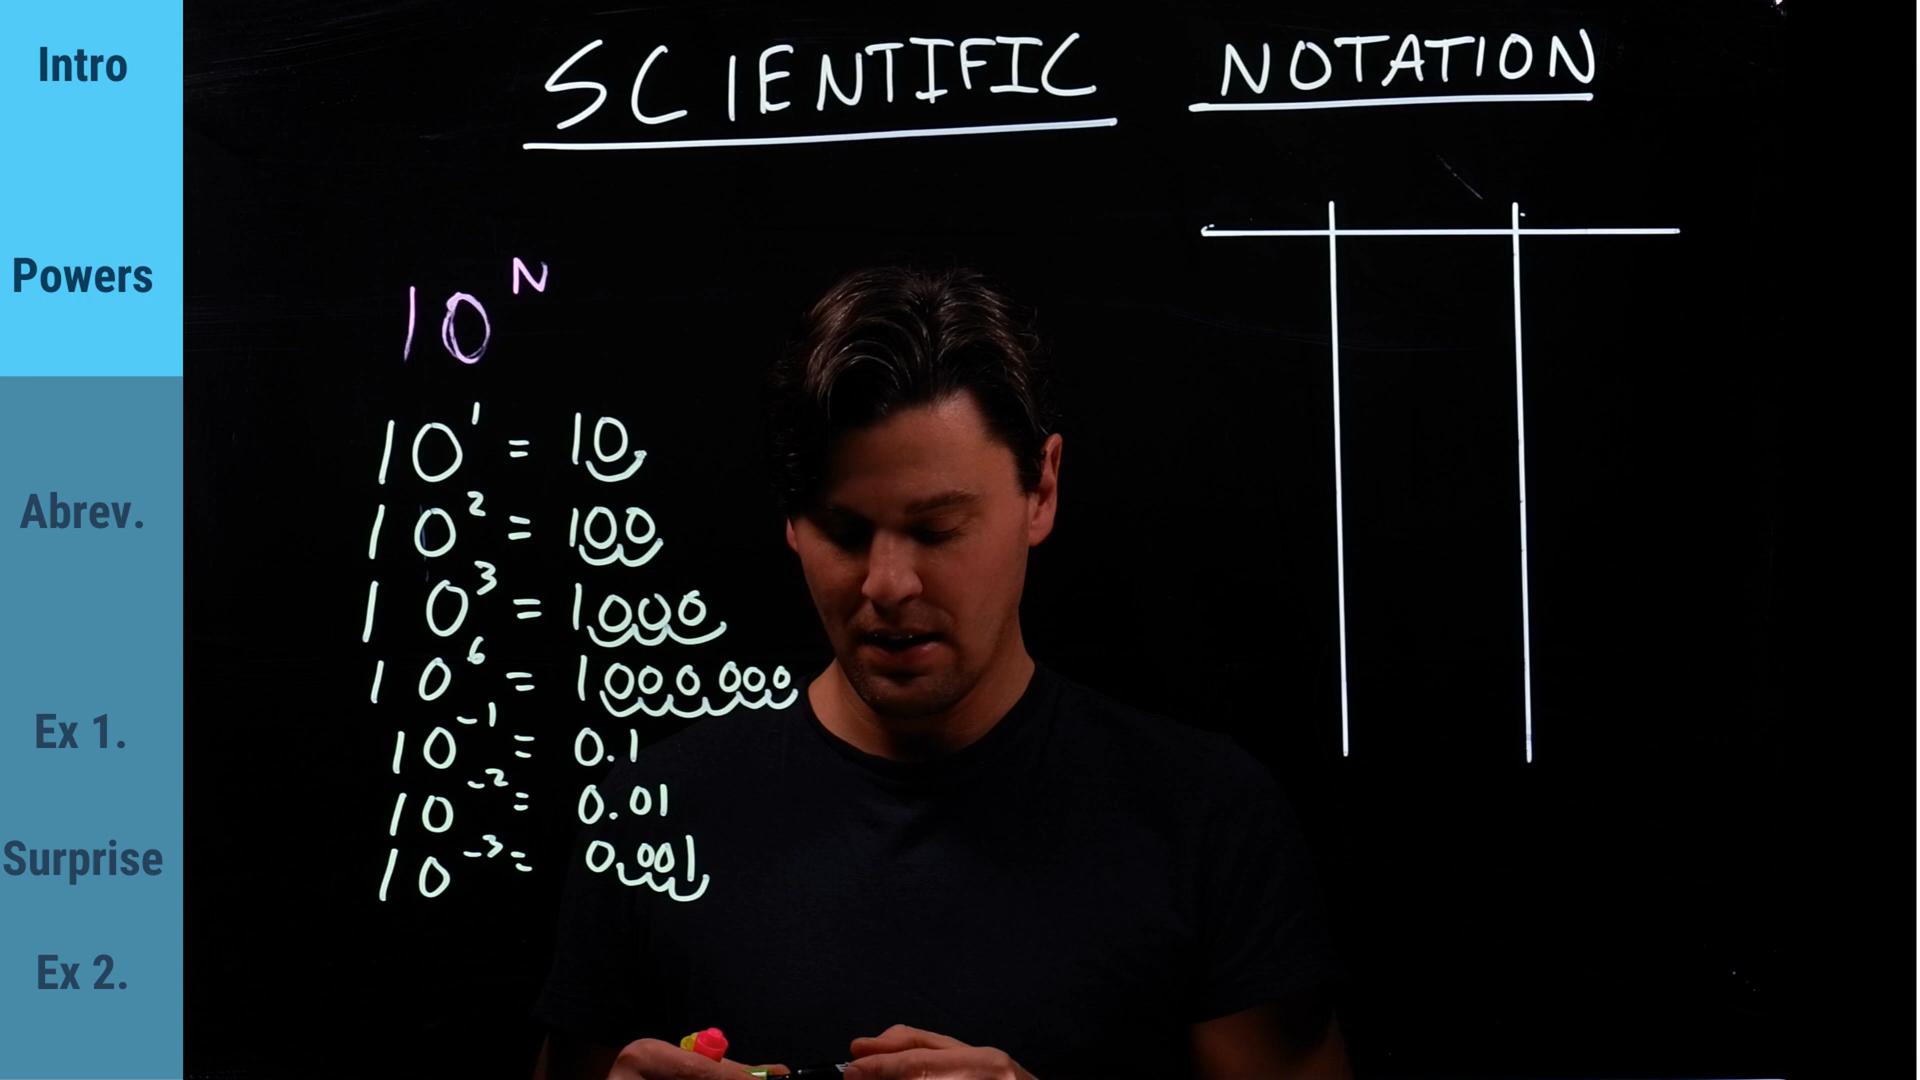 Intro
Powers
Abrev.
Ex 1.
Surprise
Ex 2.
SCIENTIFIC NOTATION
10^N
10^1 = 10
10^2 = 100
10^3 = 1000
10^6 = 1000000
10^-1 = 0.1
10^-2 = 0.01
10^-3 = 0.001